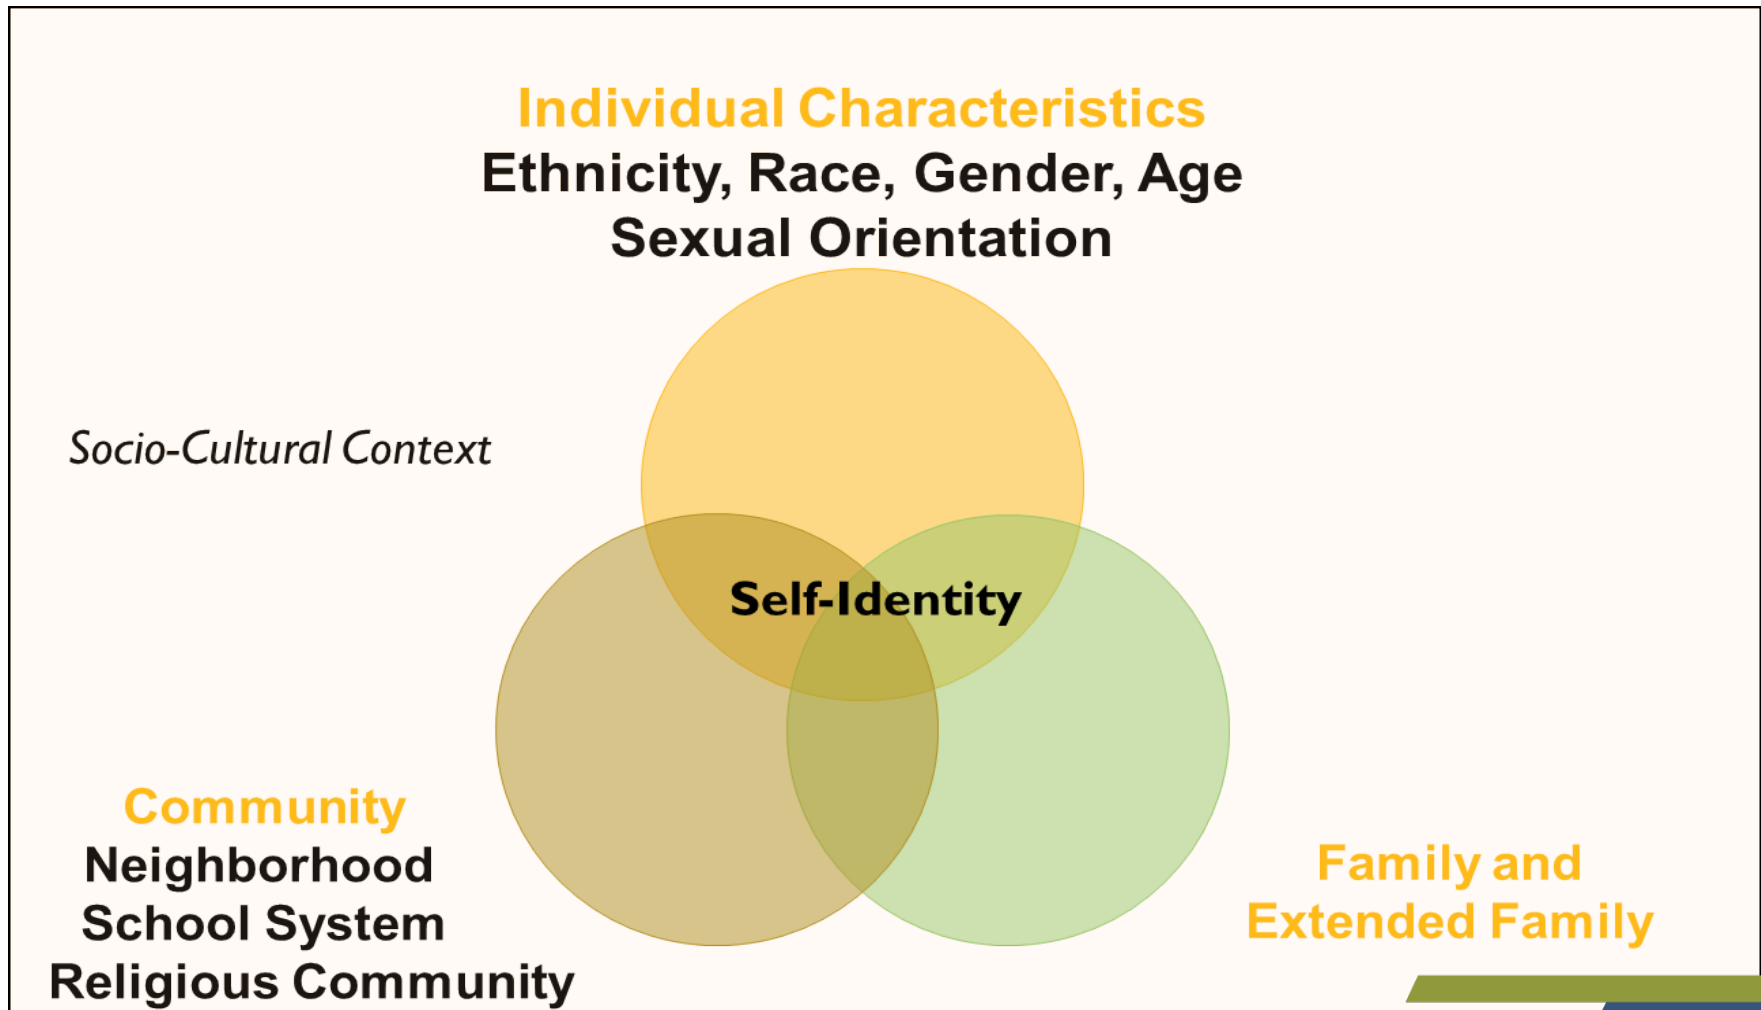 Individual Characteristics
Ethnicity, Race, Gender, Age
Sexual Orientation
Socio-Cultural Context
Self-Identity
Community
Neighborhood
School System
Religious Community
Family and
Extended Family